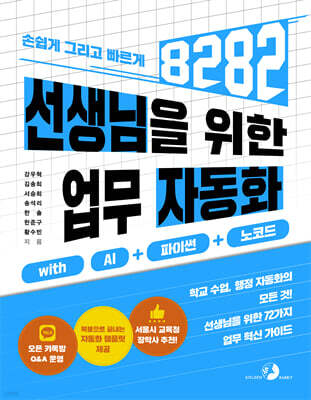 손쉽게 그리고 빠르게
8282
선생님을 위한
업무 자동화
강우혁
김송희
서승희
송석리
한솔
한준구
황수빈
지음
with AI + 파이썬 + 노코드
학교 수업, 행정 자동화의
모든 것!
선생님을 위한 72가지
업무 혁신 가이드
오픈 카톡방
Q&A 운영
복붙으로 끝내는
자동화 템플릿
제공
서울시 교육청
장학사 추천!
GOLDEN RABBIT